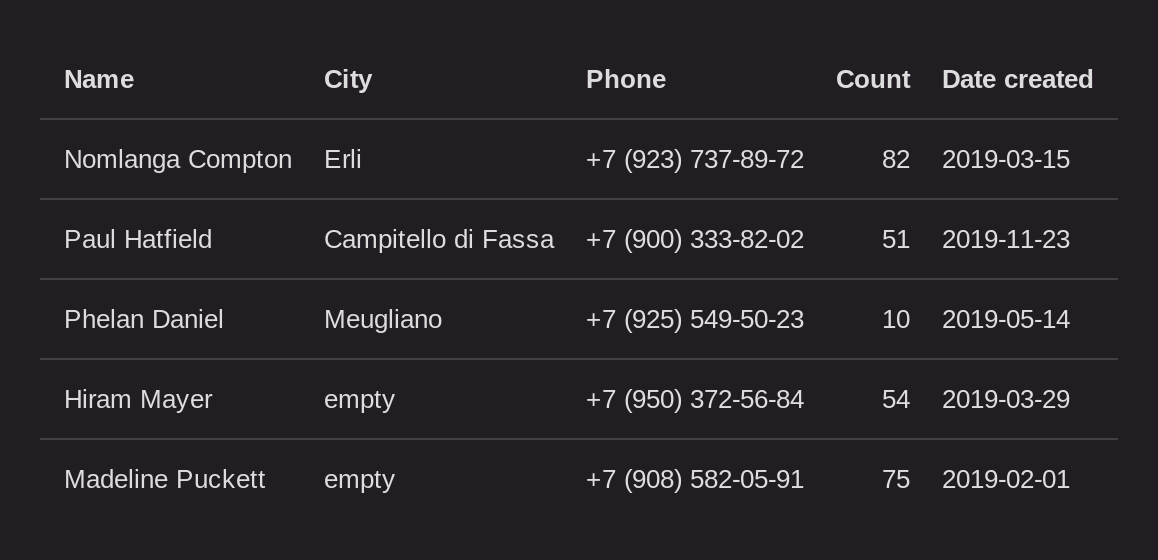 Name City Phone Count Date created
Nomlanga Compton Erli +7 (923) 737-89-72 82 2019-03-15
Paul Hatfield Campitello di Fassa +7 (900) 333-82-02 51 2019-11-23
Phelan Daniel Meugliano +7 (925) 549-50-23 10 2019-05-14
Hiram Mayer empty +7 (950) 372-56-84 54 2019-03-29
Madeline Puckett empty +7 (908) 582-05-91 75 2019-02-01